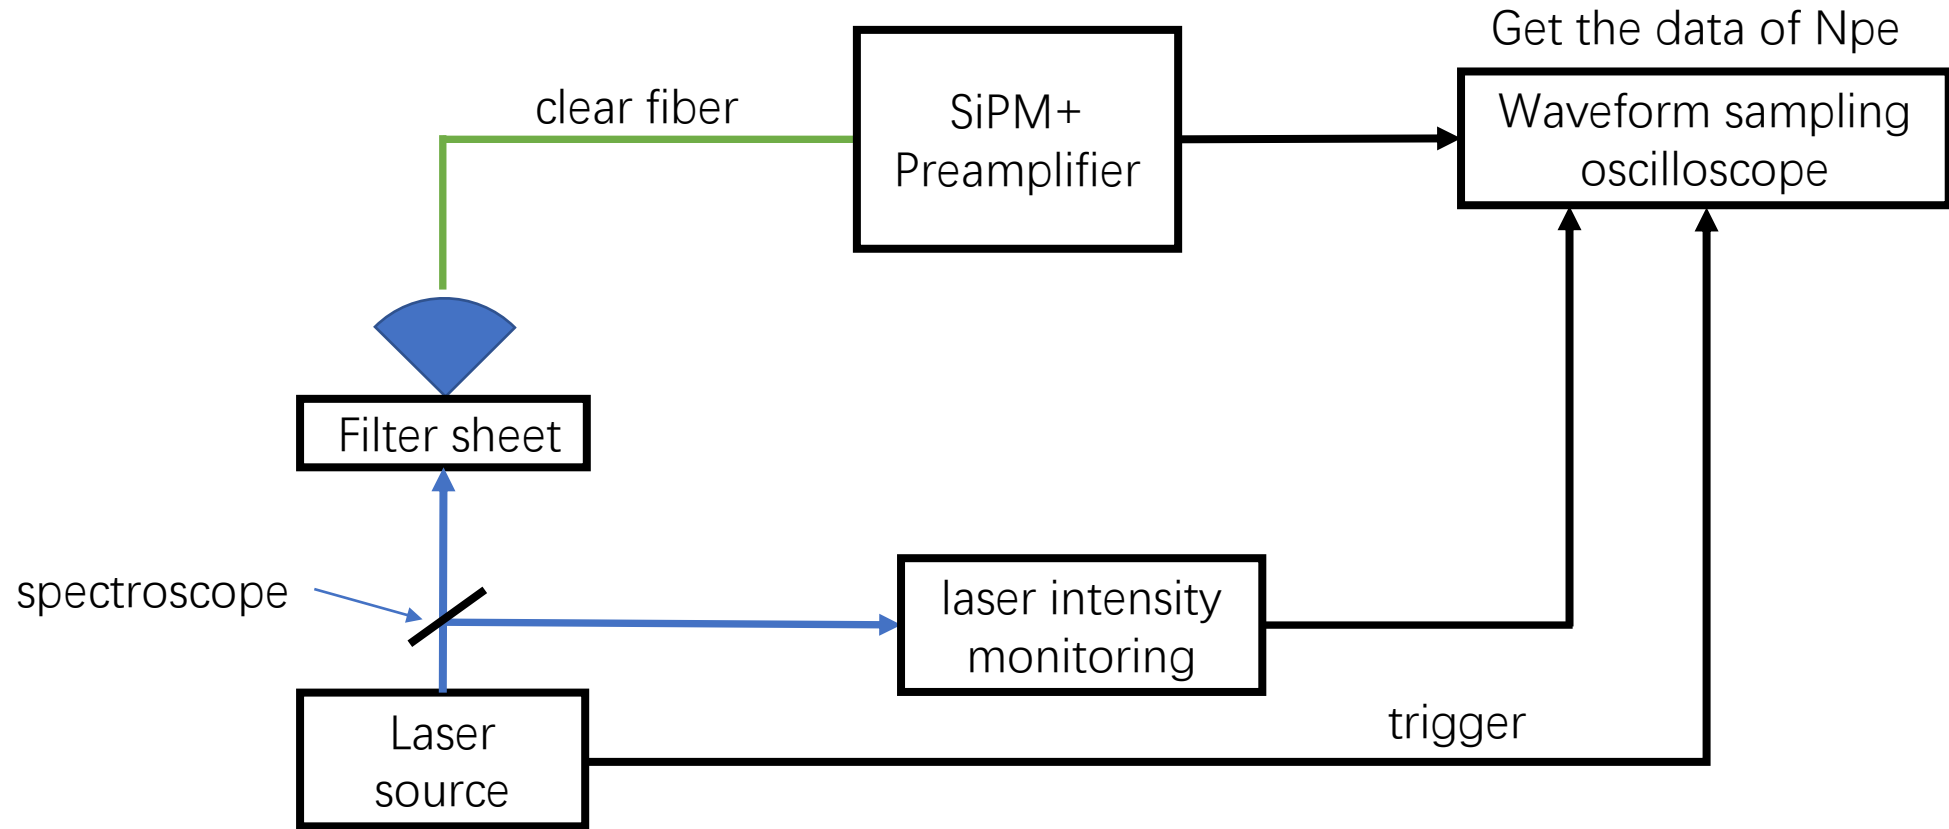 Get the data of Npe
clear fiber
SiPM+
Preamplifier
Waveform sampling
oscilloscope
Filter sheet
spectroscope
laser intensity
monitoring
Laser
source
trigger